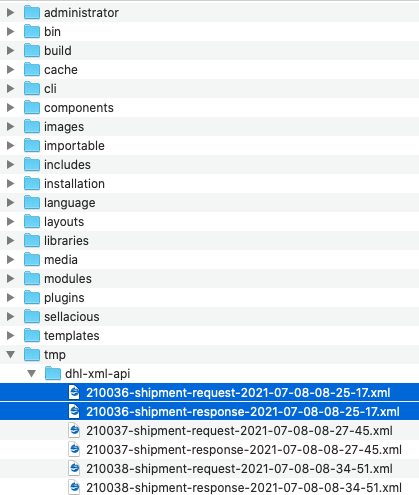 administrator
bin
build
cache
cli
components
images
importable
includes
installation
language
layouts
libraries
media
modules
plugins
sellacious
templates
tmp
dhl-xml-api
210036-shipment-request-2021-07-08-08-25-17.xml
210036-shipment-response-2021-07-08-08-25-17.xml
210037-shipment-request-2021-07-08-08-27-45.xml
210037-shipment-response-2021-07-08-08-27-45.xml
210038-shipment-request-2021-07-08-08-34-51.xml
210038-shipment-response-2021-07-08-08-34-51.xml